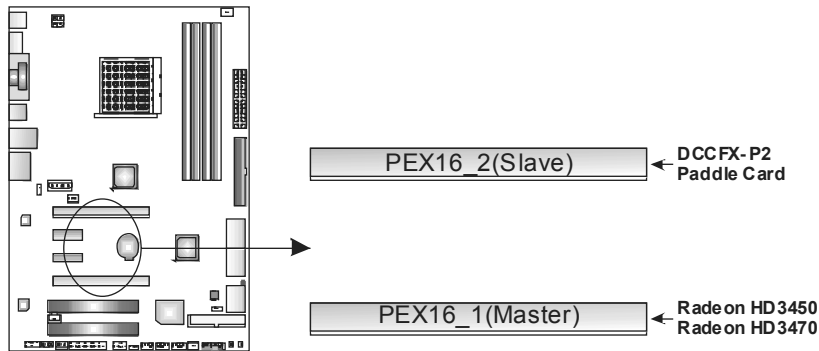 PEX16_2(Slave)
DCCFX-P2
Paddle Card
PEX16_1(Master)
Radeon HD3450
Radeon HD3470